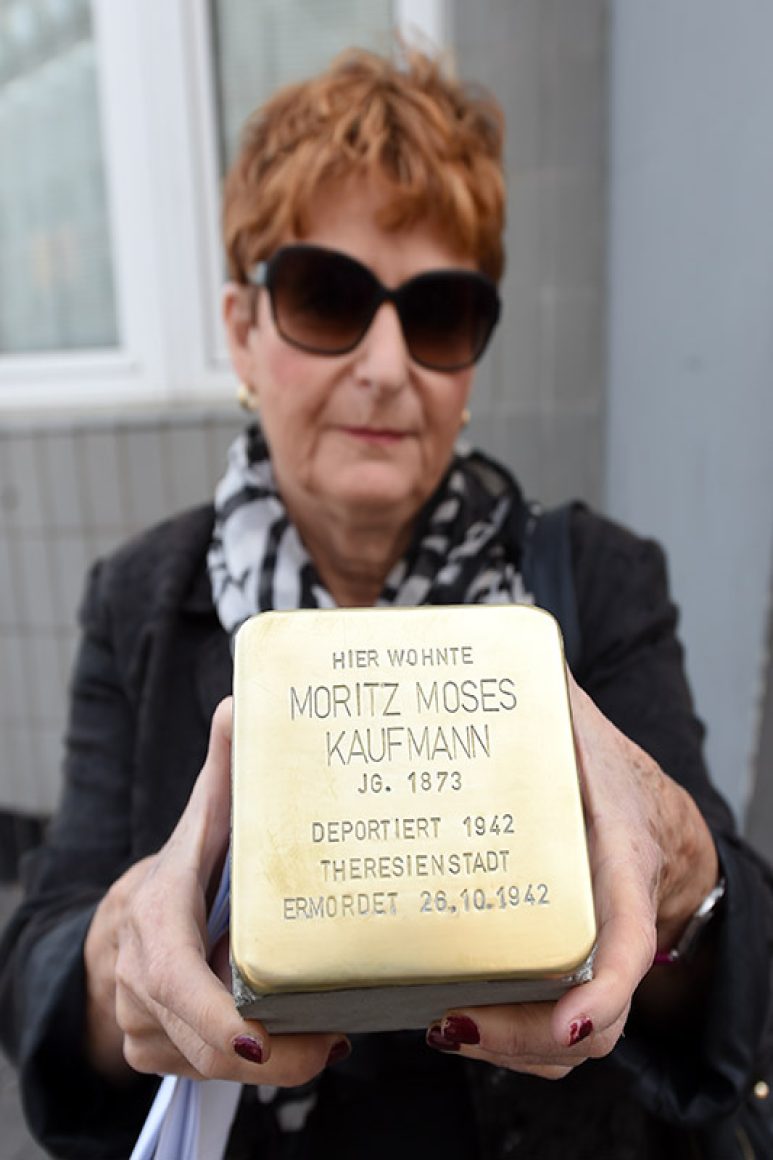 HIER WOHNTE
MORITZ MOSES
KAUFMANN
JG. 1873
DEPORTIERT 1942
THERESIENSTADT
ERMORDET 26.10.1942